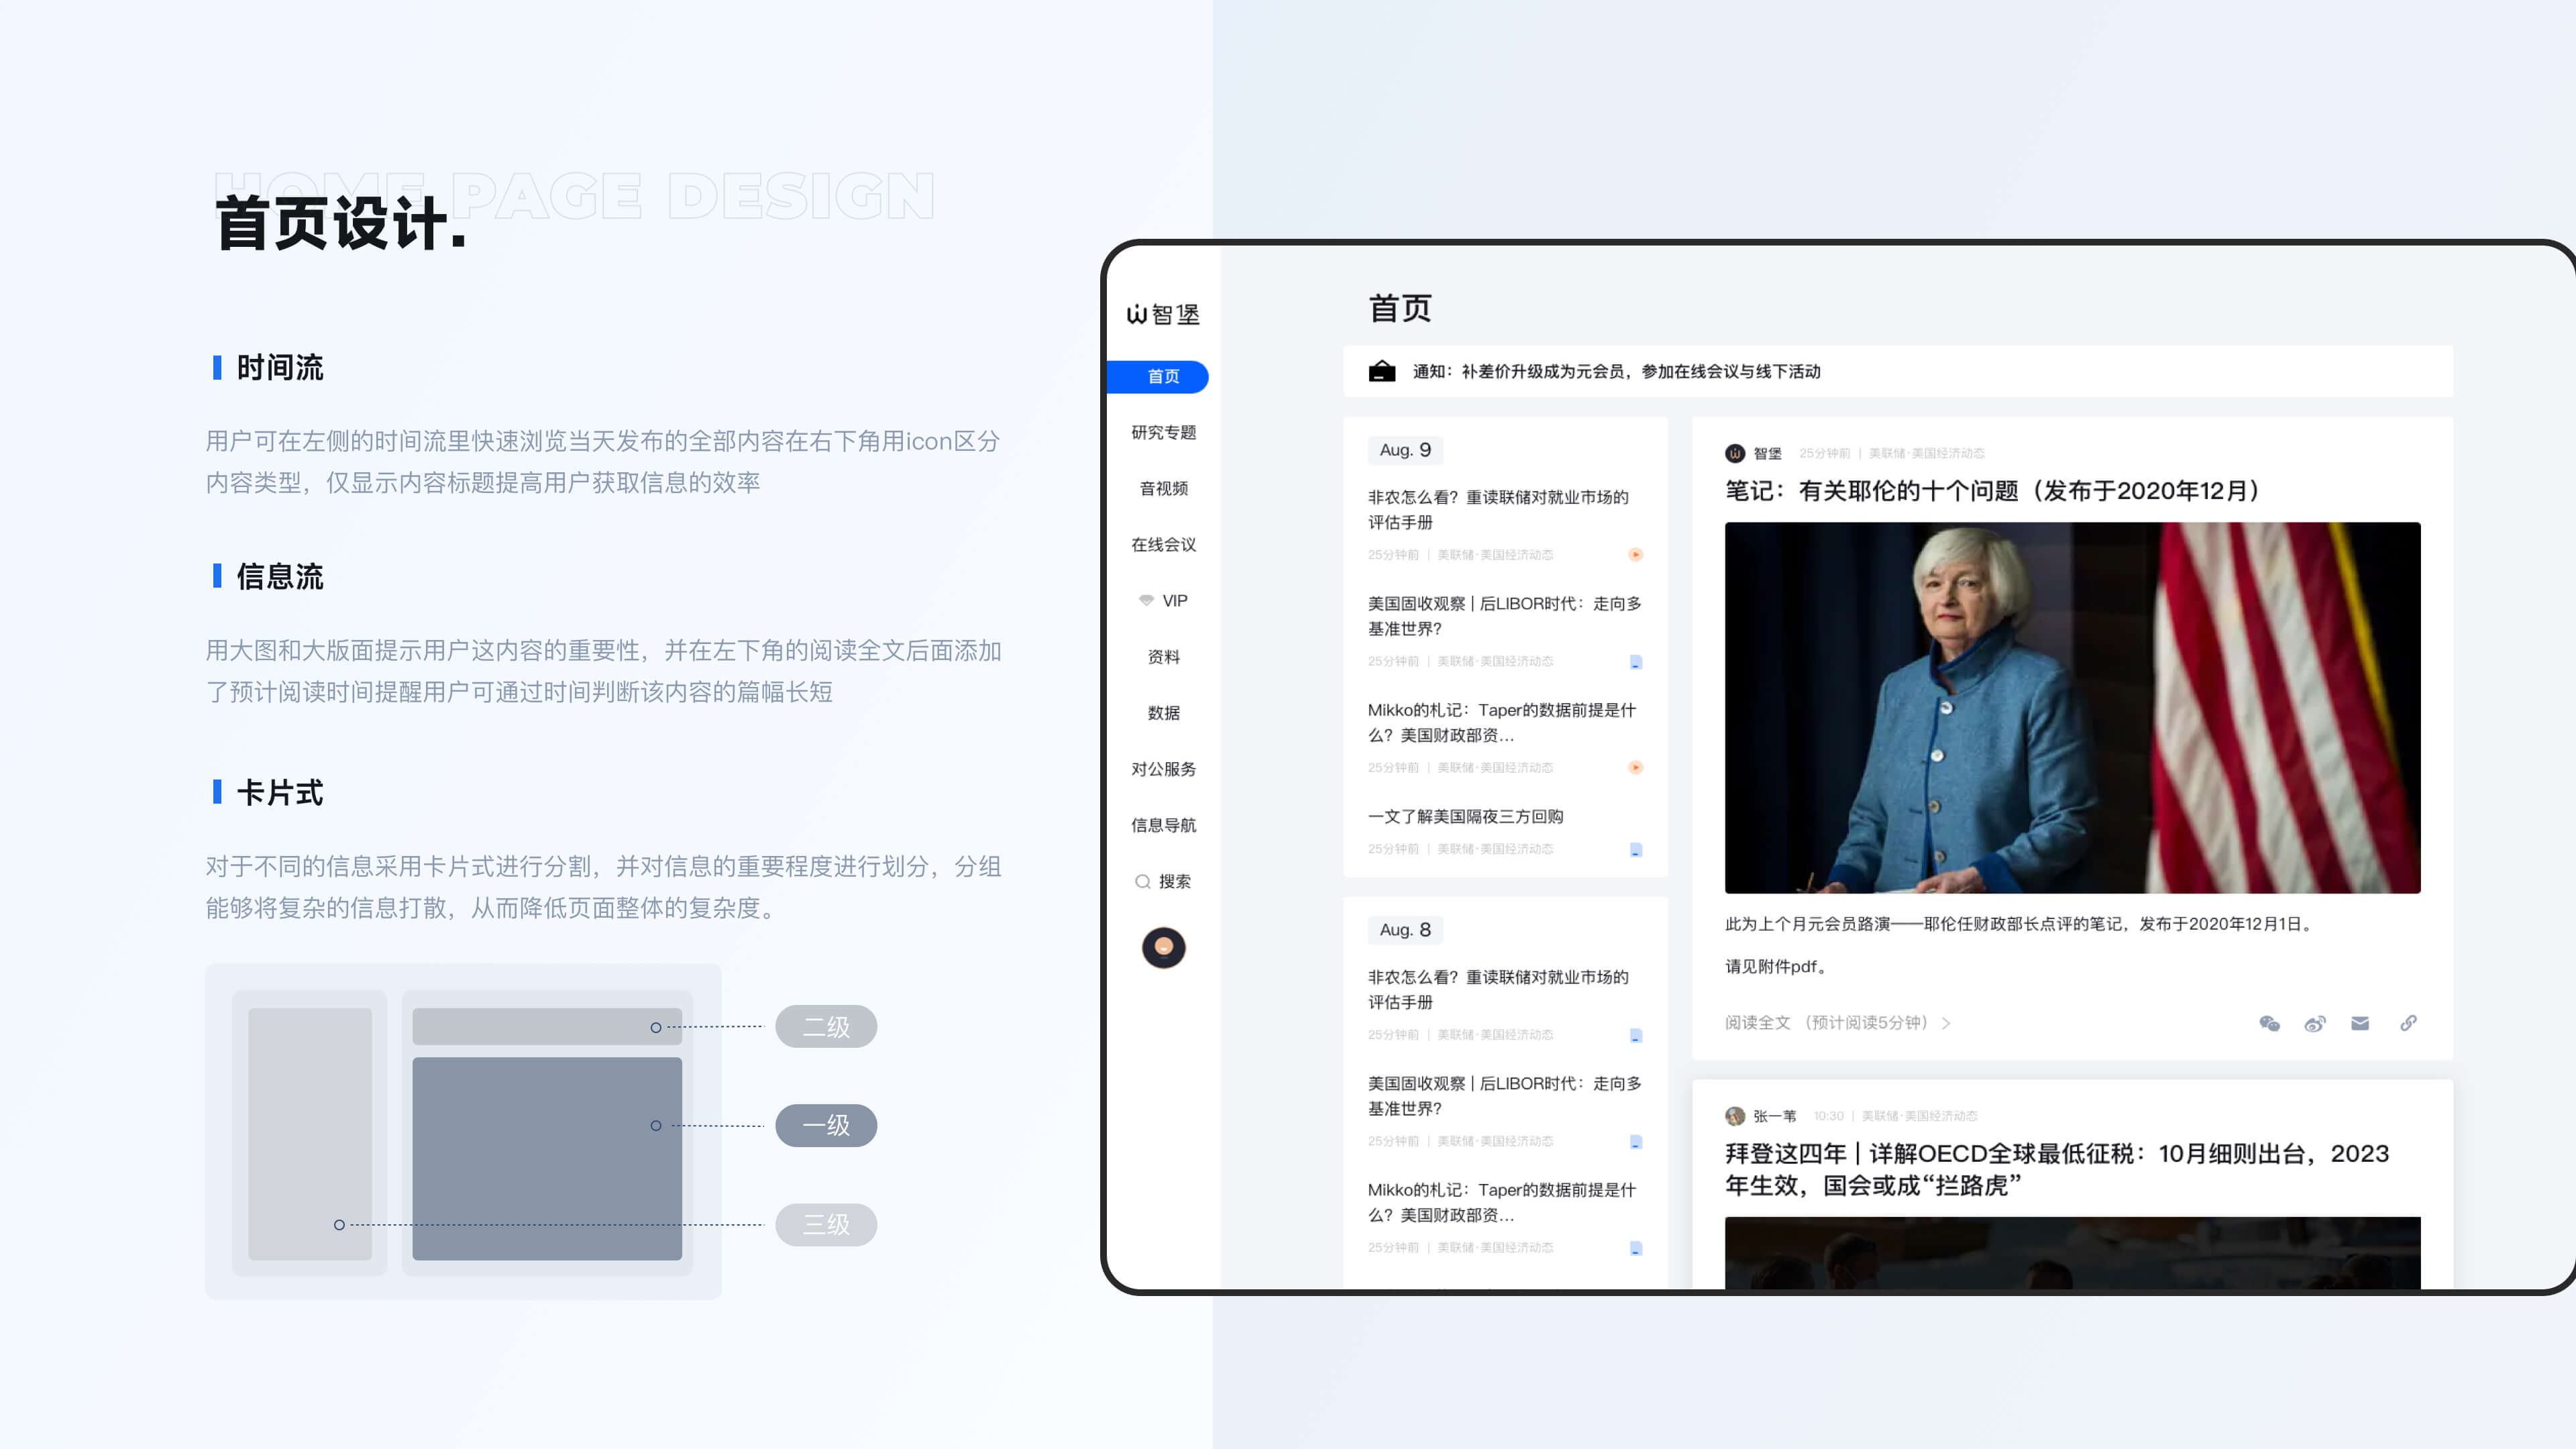 HOME PAGE DESIGN
首页设计.
时间流
用户可在左侧的时间流里快速浏览当天发布的全部内容在右下角用icon区分
内容类型，仅显示内容标题提高用户获取信息的效率
信息流
用大图和大版面提示用户这内容的重要性，并在左下角的阅读全文后面添加
了预计阅读时间提醒用户可通过时间判断该内容的篇幅长短
卡片式
对于不同的信息采用卡片式进行分割，并对信息的重要程度进行划分，分组
能够将复杂的信息打散，从而降低页面整体的复杂度。
二级
一级
三级
智堡
首页
研究专题
音视频
在线会议
VIP
资料
数据
对公服务
信息导航
搜索
首页
通知：补差价升级成为元会员，参加在线会议与线下活动
Aug. 9
非农怎么看？重读联储对就业市场的
评估手册
25分钟前 | 美联储·美国经济动态
美国固收观察 | 后LIBOR时代：走向多
基准世界?
25分钟前 | 美联储·美国经济动态
Mikko的札记：Taper的数据前提是什
么？美国财政部资...
25分钟前 | 美联储·美国经济动态
一文了解美国隔夜三方回购
25分钟前 | 美联储·美国经济动态
Aug. 8
非农怎么看？重读联储对就业市场的
评估手册
25分钟前 | 美联储·美国经济动态
美国固收观察 | 后LIBOR时代：走向多
基准世界?
25分钟前 | 美联储·美国经济动态
Mikko的札记：Taper的数据前提是什
么？美国财政部资...
25分钟前 | 美联储·美国经济动态
智堡 25分钟前 | 美联储·美国经济动态
笔记：有关耶伦的十个问题（发布于2020年12月）
此为上个月元会员路演——耶伦任财政部长点评的笔记，发布于2020年12月1日。
请见附件pdf。
阅读全文 （预计阅读5分钟）
张一苇 10:30 | 美联储·美国经济动态
拜登这四年 | 详解OECD全球最低征税：10月细则出台，2023
年生效，国会或成“拦路虎”